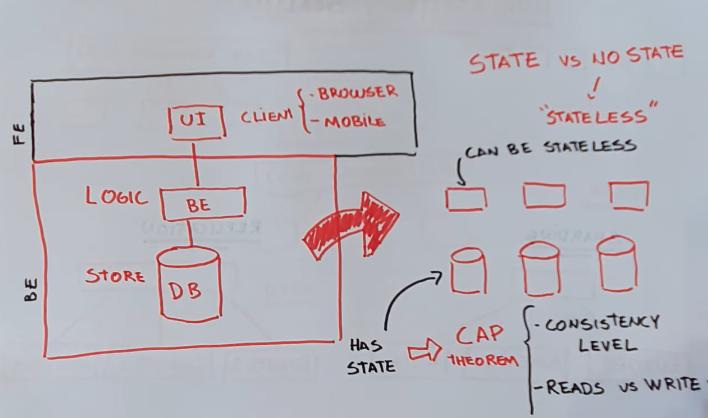 STATE VS NO STATE
"STATELESS"
CAN BE STATELESS
FE
UI
CLIENT
- BROWSER
- MOBILE
BE
LOGIC
BE
STORE
DB
HAS
STATE
CAP
THEOREM
- CONSISTENCY
LEVEL
- READS VS WRITE